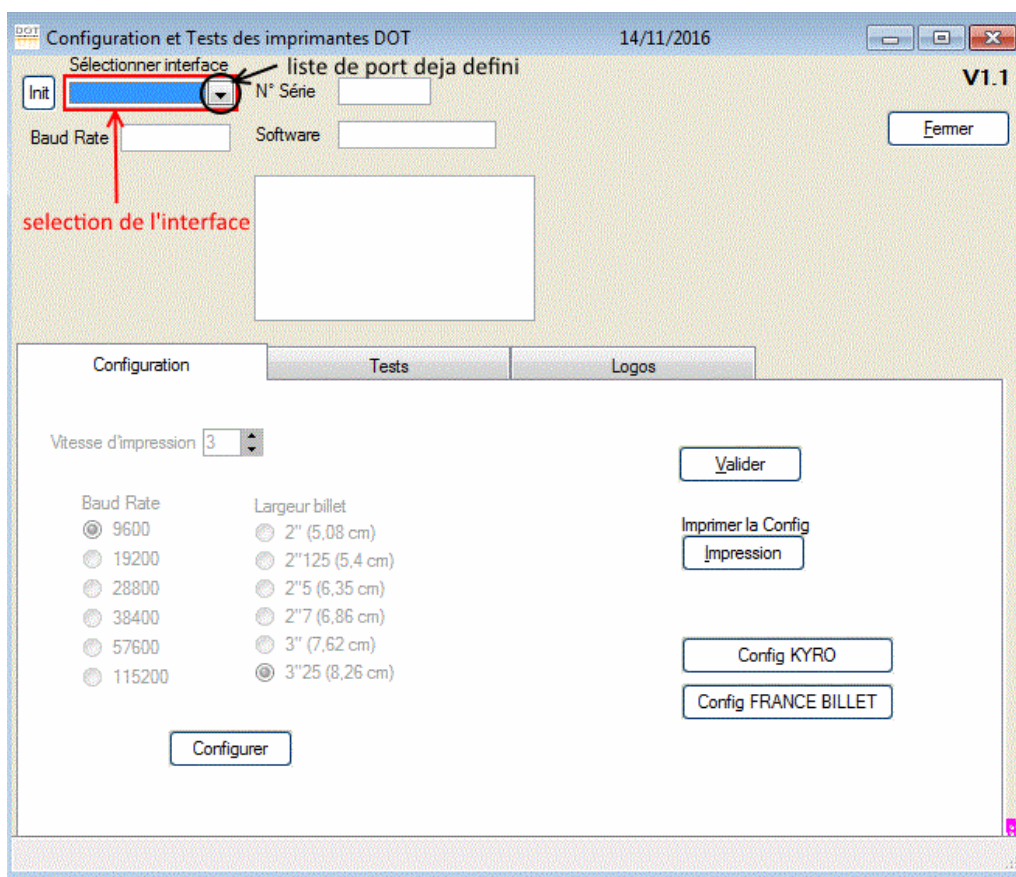 DOT Configuration et Tests des imprimantes DOT 14/11/2016
Sélectionner interface liste de port deja defini
V1.1
Init N° Série
Baud Rate Software Fermer
selection de l'interface
Configuration Tests Logos
Vitesse d'impression 3
Valider
Baud Rate Largeur billet
9600 2" (5,08 cm) Imprimer la Config
19200 2"125 (5,4 cm) Impression
28800 2"5 (6,35 cm)
38400 2"7 (6,86 cm)
57600 3" (7,62 cm) Config KYRO
115200 3"25 (8,26 cm)
Config FRANCE BILLET
Configurer